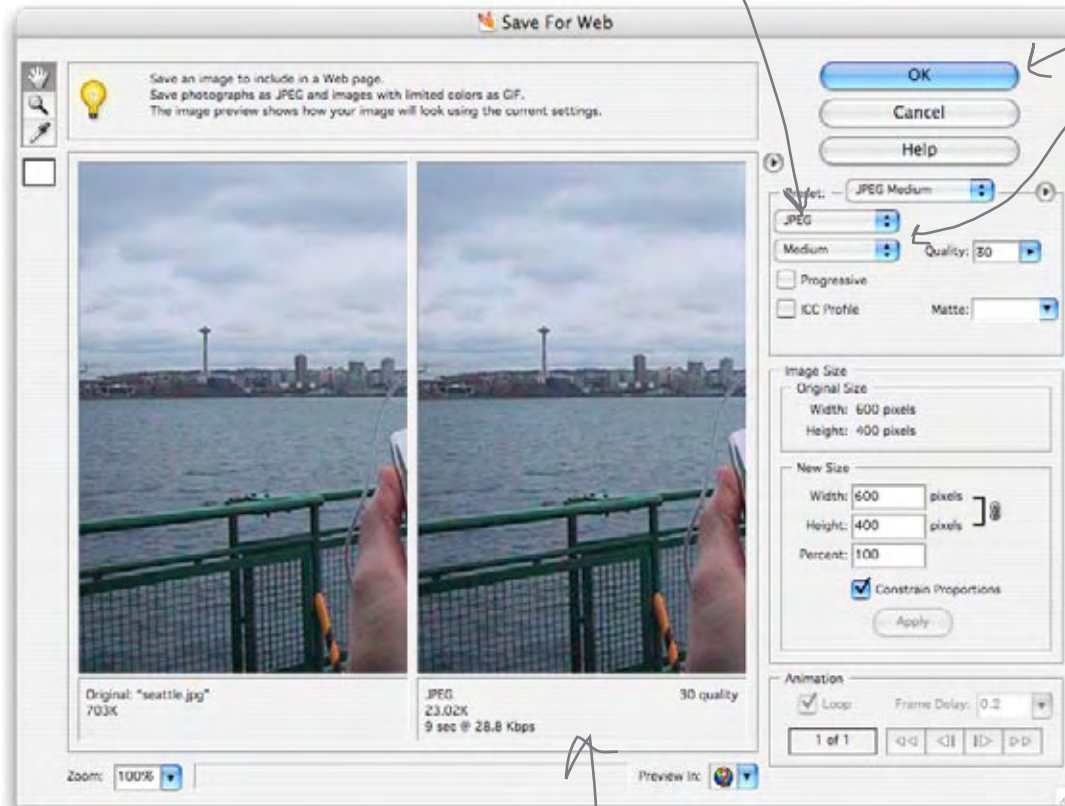 Save For Web
Save an image to include in a Web page.
Save photographs as JPEG and images with limited colors as GIF.
The image preview shows how your image will look using the current settings.
OK
Cancel
Help
JPEG Medium
JPEG
Medium
Quality: 30
Progressive
ICC Profile
Matte:
Image Size
Original Size
Width: 600 pixels
Height: 400 pixels
New Size
Width: 600 pixels
Height: 400 pixels
Percent: 100
Constrain Proportions
Apply
Original: "seattle.jpg"
703K
JPEG
30 quality
23.02K
9 sec @ 28.8 Kbps
Animation
Loop
Frame Delay: 0.2
1 of 1
Zoom: 100%
Preview In: